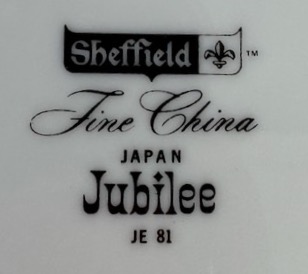 Sheffield ™
Fine China
JAPAN
Jubilee
JE 81